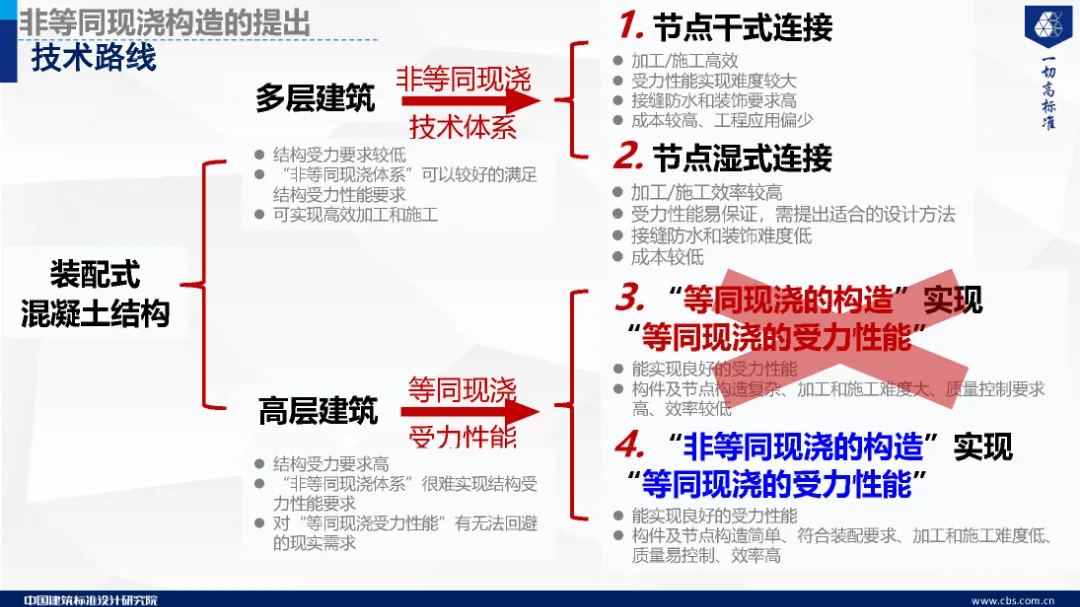 非等同现浇构造的提出
技术路线
一切高标准
装配式
混凝土结构
多层建筑
非等同现浇
技术体系
● 结构受力要求较低
● “非等同现浇体系”可以较好的满足
结构受力性能要求
● 可实现高效加工和施工
1. 节点干式连接
● 加工/施工高效
● 受力性能实现难度较大
● 接缝防水和装饰要求高
● 成本较高、工程应用偏少
2. 节点湿式连接
● 加工/施工效率较高
● 受力性能易保证，需提出适合的设计方法
● 接缝防水和装饰难度低
● 成本较低
高层建筑
等同现浇
受力性能
● 结构受力要求高
● “非等同现浇体系”很难实现结构受
力性能要求
● 对“等同现浇受力性能”有无法回避
的现实需求
3. “等同现浇的构造”实现
“等同现浇的受力性能”
● 能实现良好的受力性能
● 构件及节点构造复杂、加工和施工难度大、质量控制要求
高、效率较低
4. “非等同现浇的构造”实现
“等同现浇的受力性能”
● 能实现良好的受力性能
● 构件及节点构造简单、符合装配要求、加工和施工难度低、
质量易控制、效率高
中国建筑标准设计研究院
www.cbs.com.cn